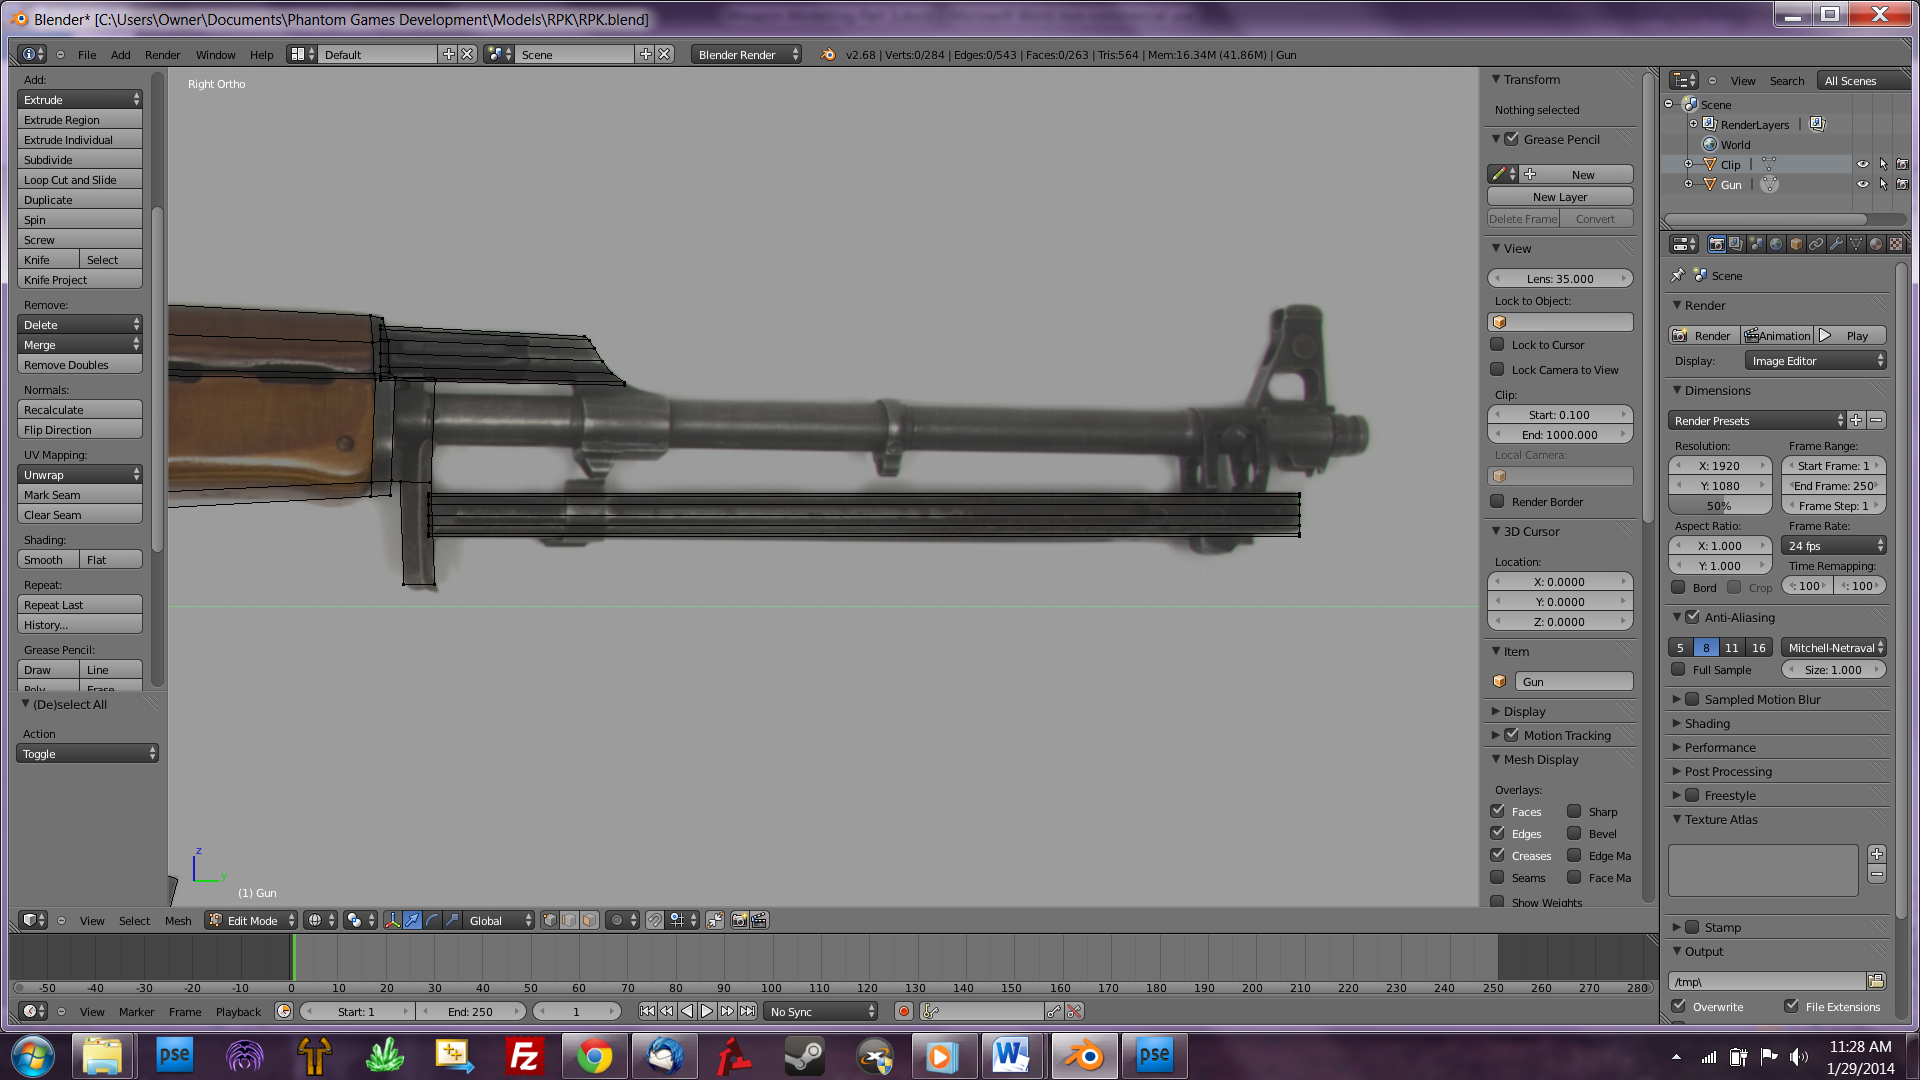 Blender* [C:\Users\Owner\Documents\Phantom Games Development\Models\RPK\RPK.blend]
File Add Render Window Help Default Scene Blender Render v2.68 | Verts:0/284 | Edges:0/543 | Faces:0/263 | Tris:564 | Mem:16.34M (41.86M) | Gun
Add:
Extrude
Extrude Region
Extrude Individual
Subdivide
Loop Cut and Slide
Duplicate
Spin
Screw
Knife Select
Knife Project
Remove:
Delete
Merge
Remove Doubles
Normals:
Recalculate
Flip Direction
UV Mapping:
Unwrap
Mark Seam
Clear Seam
Shading:
Smooth Flat
Repeat:
Repeat Last
History...
Grease Pencil:
Draw Line
Poly Erase
(De)select All
Action
Toggle
Right Ortho
z
y
(1) Gun
Transform
Nothing selected
Grease Pencil
New
New Layer
Delete Frame Convert
View
Lens: 35.000
Lock to Object:
Lock to Cursor
Lock Camera to View
Clip:
Start: 0.100
End: 1000.000
Local Camera:
Render Border
3D Cursor
Location:
X: 0.0000
Y: 0.0000
Z: 0.0000
Item
Gun
Display
Motion Tracking
Mesh Display
Overlays:
Faces Sharp
Edges Bevel
Creases Edge Ma
Seams Face Ma
Show Weights
View Search All Scenes
Scene
RenderLayers |
World
Clip |
Gun |
Scene
Render
Render Animation Play
Display: Image Editor
Dimensions
Render Presets
Resolution: Frame Range:
X: 1920 Start Frame: 1
Y: 1080 End Frame: 250
50% Frame Step: 1
Aspect Ratio: Frame Rate:
X: 1.000 24 fps
Y: 1.000 Time Remapping:
Bord Crop : 100 : 100
Anti-Aliasing
5 8 11 16 Mitchell-Netraval
Full Sample Size: 1.000
Sampled Motion Blur
Shading
Performance
Post Processing
Freestyle
Texture Atlas
Stamp
Output
/tmp\
Overwrite File Extensions
View Select Mesh Edit Mode Global
-50 -40 -30 -20 -10 0 10 20 30 40 50 60 70 80 90 100 110 120 130 140 150 160 170 180 190 200 210 220 230 240 250 260 270 280
View Marker Frame Playback Start: 1 End: 250 1 No Sync
pse Fz W pse
11:28 AM
1/29/2014